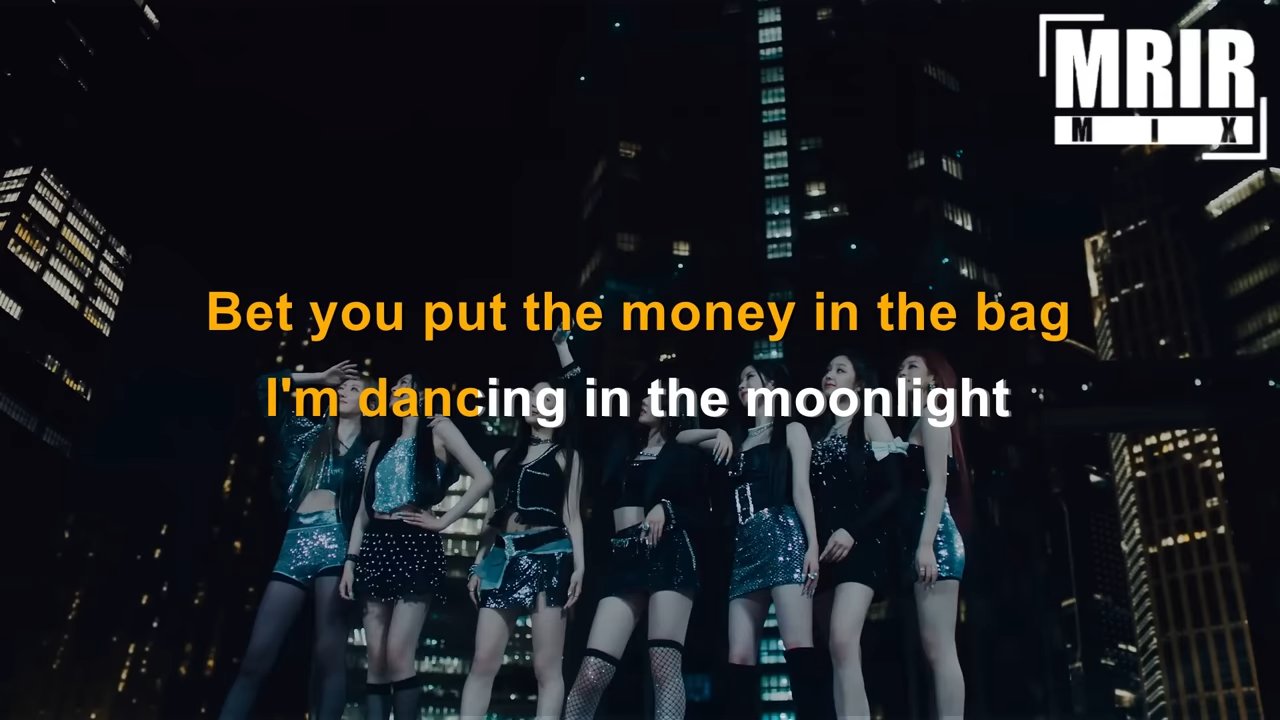 MRIR
MIX
Bet you put the money in the bag
I'm dancing in the moonlight